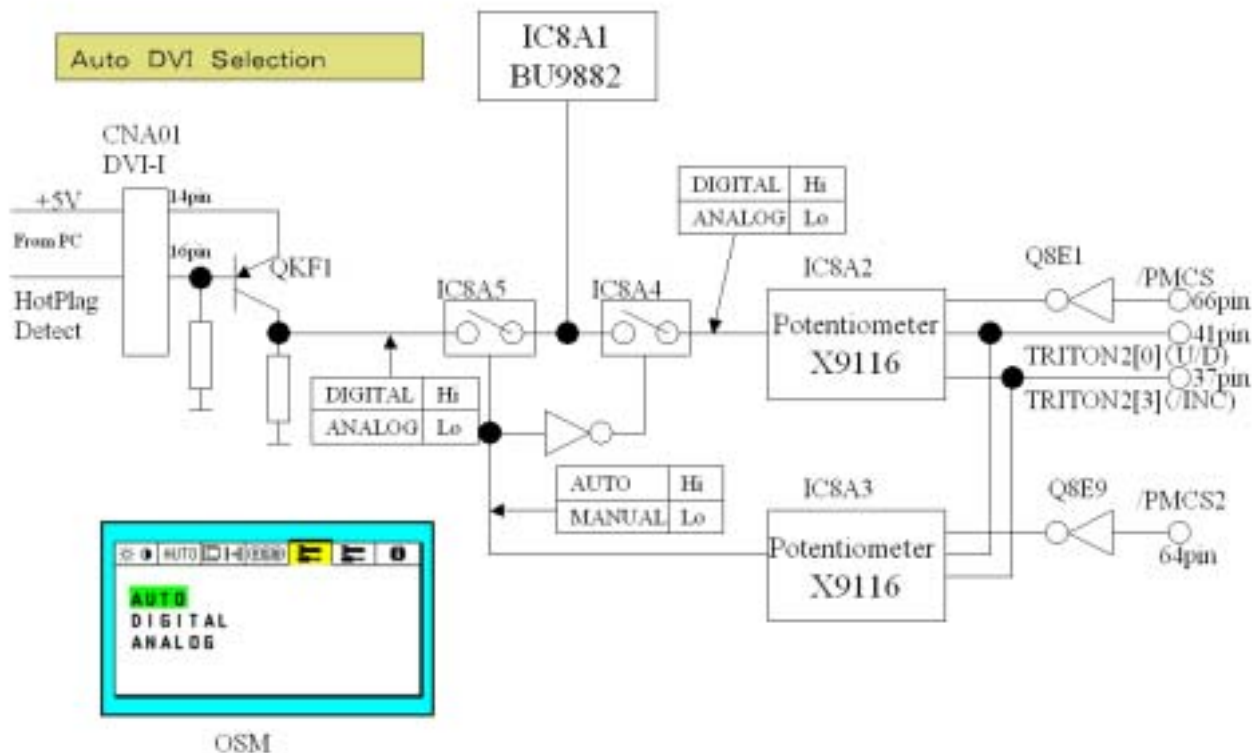 Auto DVI Selection
IC8A1
BU9882
CNA01
DVI-I
+5V
14pin
From PC
16pin
QKF1
HotPlag
Detect
DIGITAL Hi
ANALOG Lo
IC8A5
IC8A4
DIGITAL Hi
ANALOG Lo
IC8A2
Potentiometer
X9116
Q8E1
/PMCS
66pin
41pin
TRITON2[0](U/D)
37pin
TRITON2[3](/INC)
AUTO Hi
MANUAL Lo
IC8A3
Potentiometer
X9116
Q8E9
/PMCS2
64pin
AUTO
AUTO
DIGITAL
ANALOG
OSM